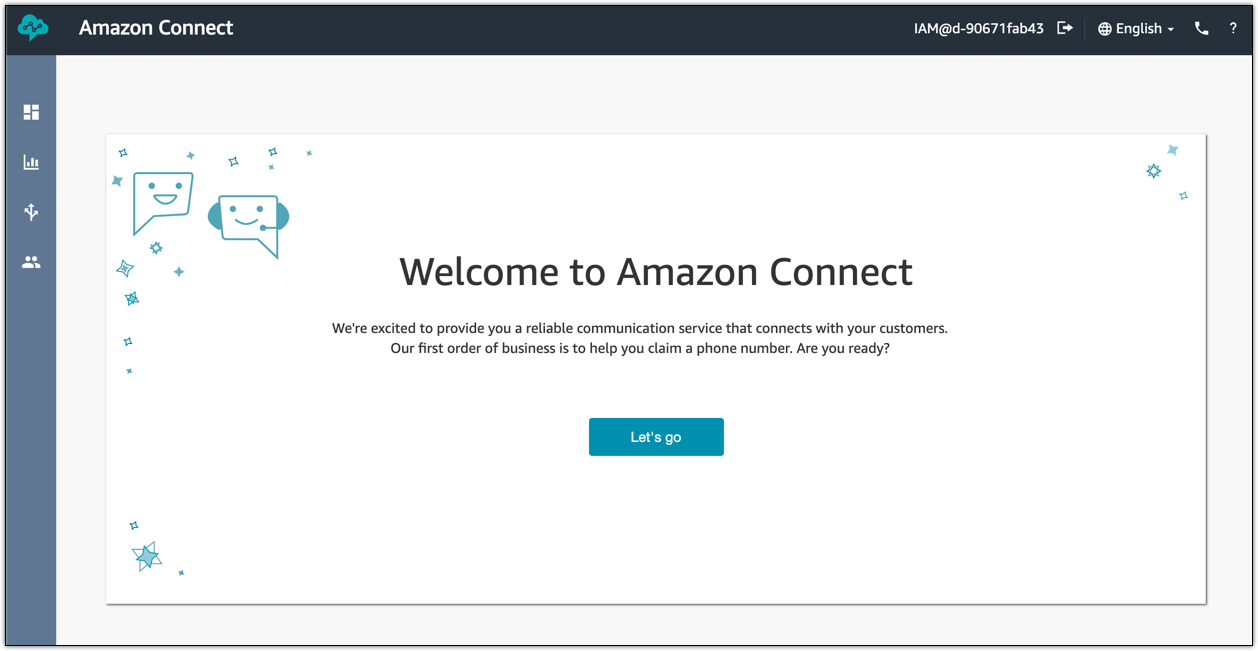 Amazon Connect
IAM@d-90671fab43
English
?
Welcome to Amazon Connect
We're excited to provide you a reliable communication service that connects with your customers.
Our first order of business is to help you claim a phone number. Are you ready?
Let's go